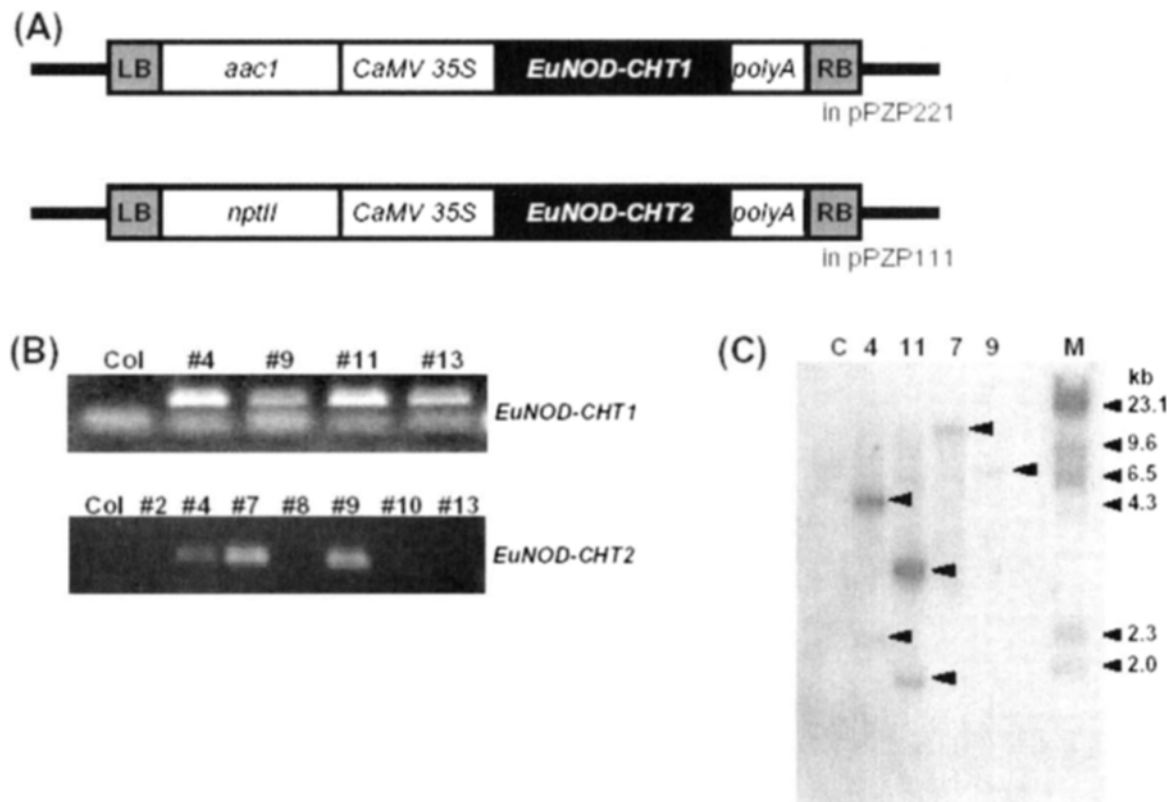 (A)
LB aac1 CaMV 35S EuNOD-CHT1 polyA RB
in pPZP221
LB nptII CaMV 35S EuNOD-CHT2 polyA RB
in pPZP111
(B)
Col #4 #9 #11 #13
EuNOD-CHT1
Col #2 #4 #7 #8 #9 #10 #13
EuNOD-CHT2
(C)
C 4 11 7 9 M
kb
23.1
9.6
6.5
4.3
2.3
2.0